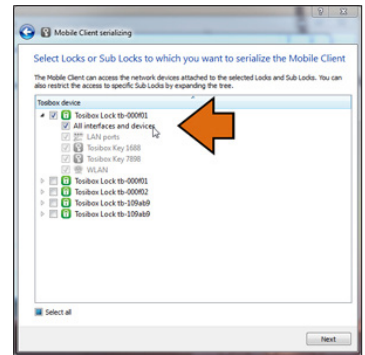 Mobile Client serializing
Select Locks or Sub Locks to which you want to serialize the Mobile Client
The Mobile Client can access the network devices attached to the selected Locks and Sub Locks. You can
also restrict the access to specific Sub Locks by expanding the tree.
Tosibox device
Tosibox Lock tb-000f01
All interfaces and devices
LAN ports
Tosibox Key 1688
Tosibox Key 7898
WLAN
Tosibox Lock tb-000f01
Tosibox Lock tb-000f02
Tosibox Lock tb-109ab9
Tosibox Lock tb-109ab9
Select all
Next